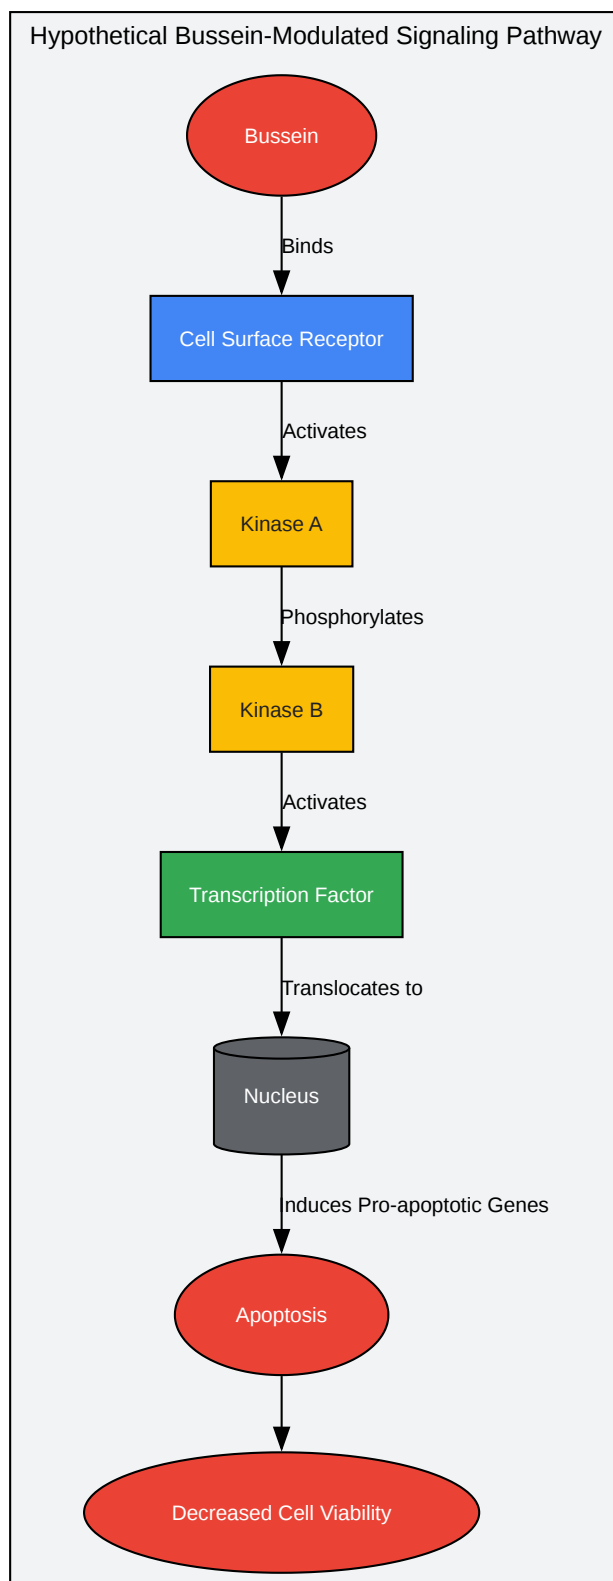 Hypothetical Bussein-Modulated Signaling Pathway
Bussein
Binds
Cell Surface Receptor
Activates
Kinase A
Phosphorylates
Kinase B
Activates
Transcription Factor
Translocates to
Nucleus
Induces Pro-apoptotic Genes
Apoptosis
Decreased Cell Viability